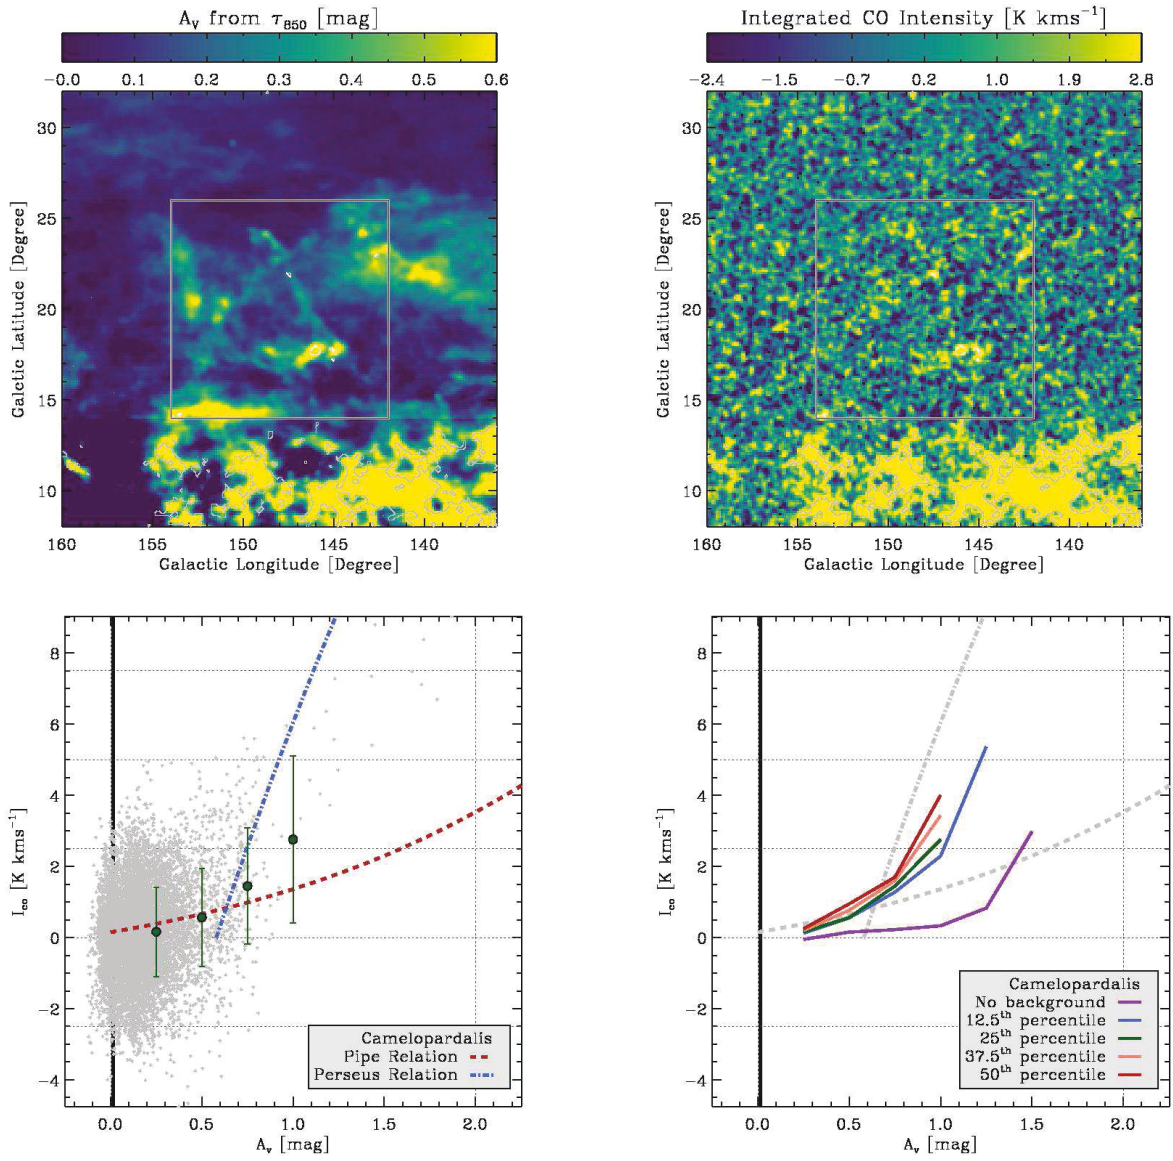 A_V from τ_850 [mag]
−0.0 0.1 0.2 0.3 0.4 0.5 0.6
30
25
20
15
10
Galactic Latitude [Degree]
160 155 150 145 140
Galactic Longitude [Degree]
Integrated CO Intensity [K kms⁻¹]
−2.4 −1.5 −0.7 0.2 1.0 1.9 2.8
30
25
20
15
10
Galactic Latitude [Degree]
160 155 150 145 140
Galactic Longitude [Degree]
8
6
4
2
0
−2
−4
I_co [K kms⁻¹]
Camelopardalis
Pipe Relation
Perseus Relation
0.0 0.5 1.0 1.5 2.0
A_v [mag]
8
6
4
2
0
−2
−4
I_co [K kms⁻¹]
Camelopardalis
No background
12.5th percentile
25th percentile
37.5th percentile
50th percentile
0.0 0.5 1.0 1.5 2.0
A_v [mag]